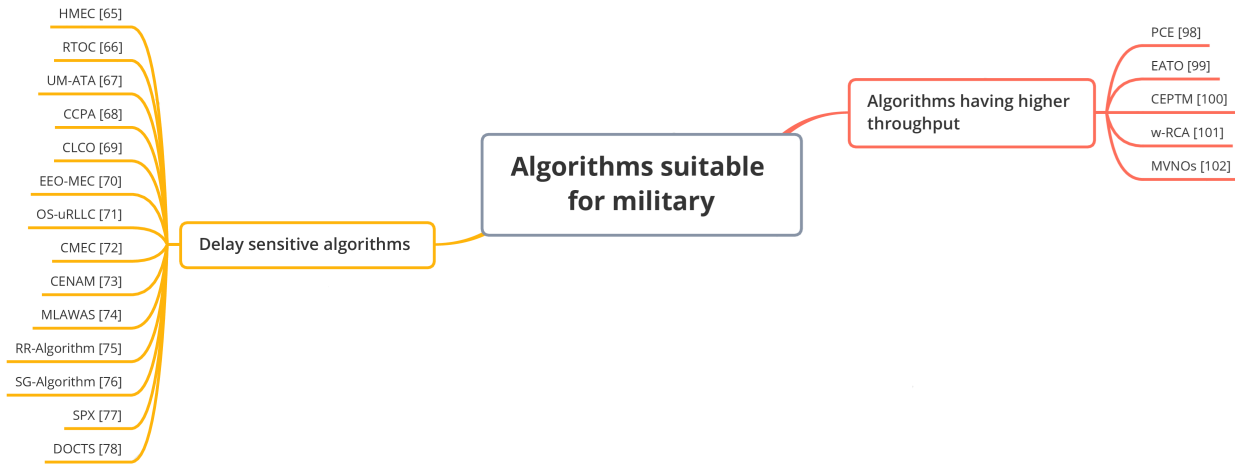 HMEC [65]
RTOC [66]
UM-ATA [67]
CCPA [68]
CLCO [69]
EEO-MEC [70]
OS-uRLLC [71]
CMEC [72]
CENAM [73]
MLAWAS [74]
RR-Algorithm [75]
SG-Algorithm [76]
SPX [77]
DOCTS [78]
Delay sensitive algorithms
Algorithms suitable
for military
Algorithms having higher
throughput
PCE [98]
EATO [99]
CEPTM [100]
w-RCA [101]
MVNOs [102]